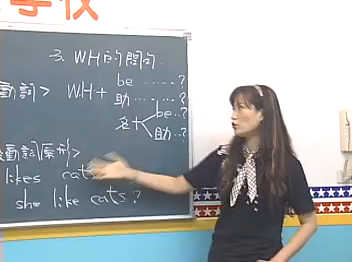 學校
3. WH的問句
動詞> WH+ be ......?
助 ......?
名+ be..?
助..?
動詞原形>
likes cats
she like cats?